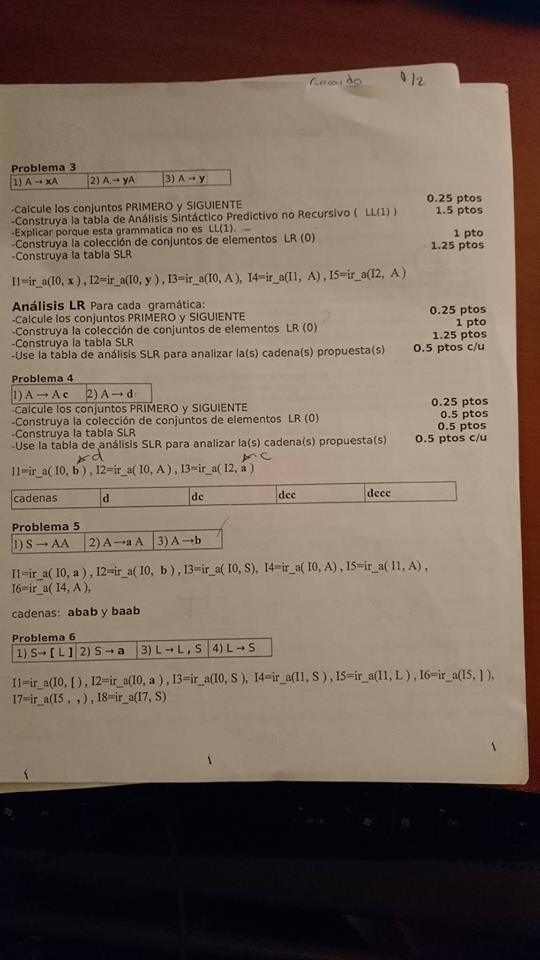 1/2
Problema 3
1) A → xA 2) A → yA 3) A → y
-Calcule los conjuntos PRIMERO y SIGUIENTE 0.25 ptos
-Construya la tabla de Análisis Sintáctico Predictivo no Recursivo ( LL(1) ) 1.5 ptos
-Explicar porque esta grammatica no es LL(1).
-Construya la colección de conjuntos de elementos LR (0) 1 pto
-Construya la tabla SLR 1.25 ptos
I1=ir_a(I0, x ) , I2=ir_a(I0, y ) , I3=ir_a(I0, A ), I4=ir_a(I1, A) , I5=ir_a(I2, A )
Análisis LR Para cada gramática:
-Calcule los conjuntos PRIMERO y SIGUIENTE 0.25 ptos
-Construya la colección de conjuntos de elementos LR (0) 1 pto
-Construya la tabla SLR 1.25 ptos
-Use la tabla de análisis SLR para analizar la(s) cadena(s) propuesta(s) 0.5 ptos c/u
Problema 4
1) A → A c 2) A → d
-Calcule los conjuntos PRIMERO y SIGUIENTE 0.25 ptos
-Construya la colección de conjuntos de elementos LR (0) 0.5 ptos
-Construya la tabla SLR 0.5 ptos
-Use la tabla de análisis SLR para analizar la(s) cadena(s) propuesta(s) 0.5 ptos c/u
d c
I1=ir_a( I0, b ) , I2=ir_a( I0, A ) , I3=ir_a( I2, a )
cadenas d dc dcc dccc
Problema 5
1) S → AA 2) A →a A 3) A →b
I1=ir_a( I0, a ) , I2=ir_a( I0, b ) , I3=ir_a( I0, S), I4=ir_a( I0, A) , I5=ir_a( I1, A) ,
I6=ir_a( I4, A ),
cadenas: abab y baab
Problema 6
1) S→ [ L ] 2) S → a 3) L → L , S 4) L → S
I1=ir_a(I0, [ ) , I2=ir_a(I0, a ) , I3=ir_a(I0, S ), I4=ir_a(I1, S ) , I5=ir_a(I1, L ) , I6=ir_a(I5, ] ),
I7=ir_a(I5 , , ) , I8=ir_a(I7, S)